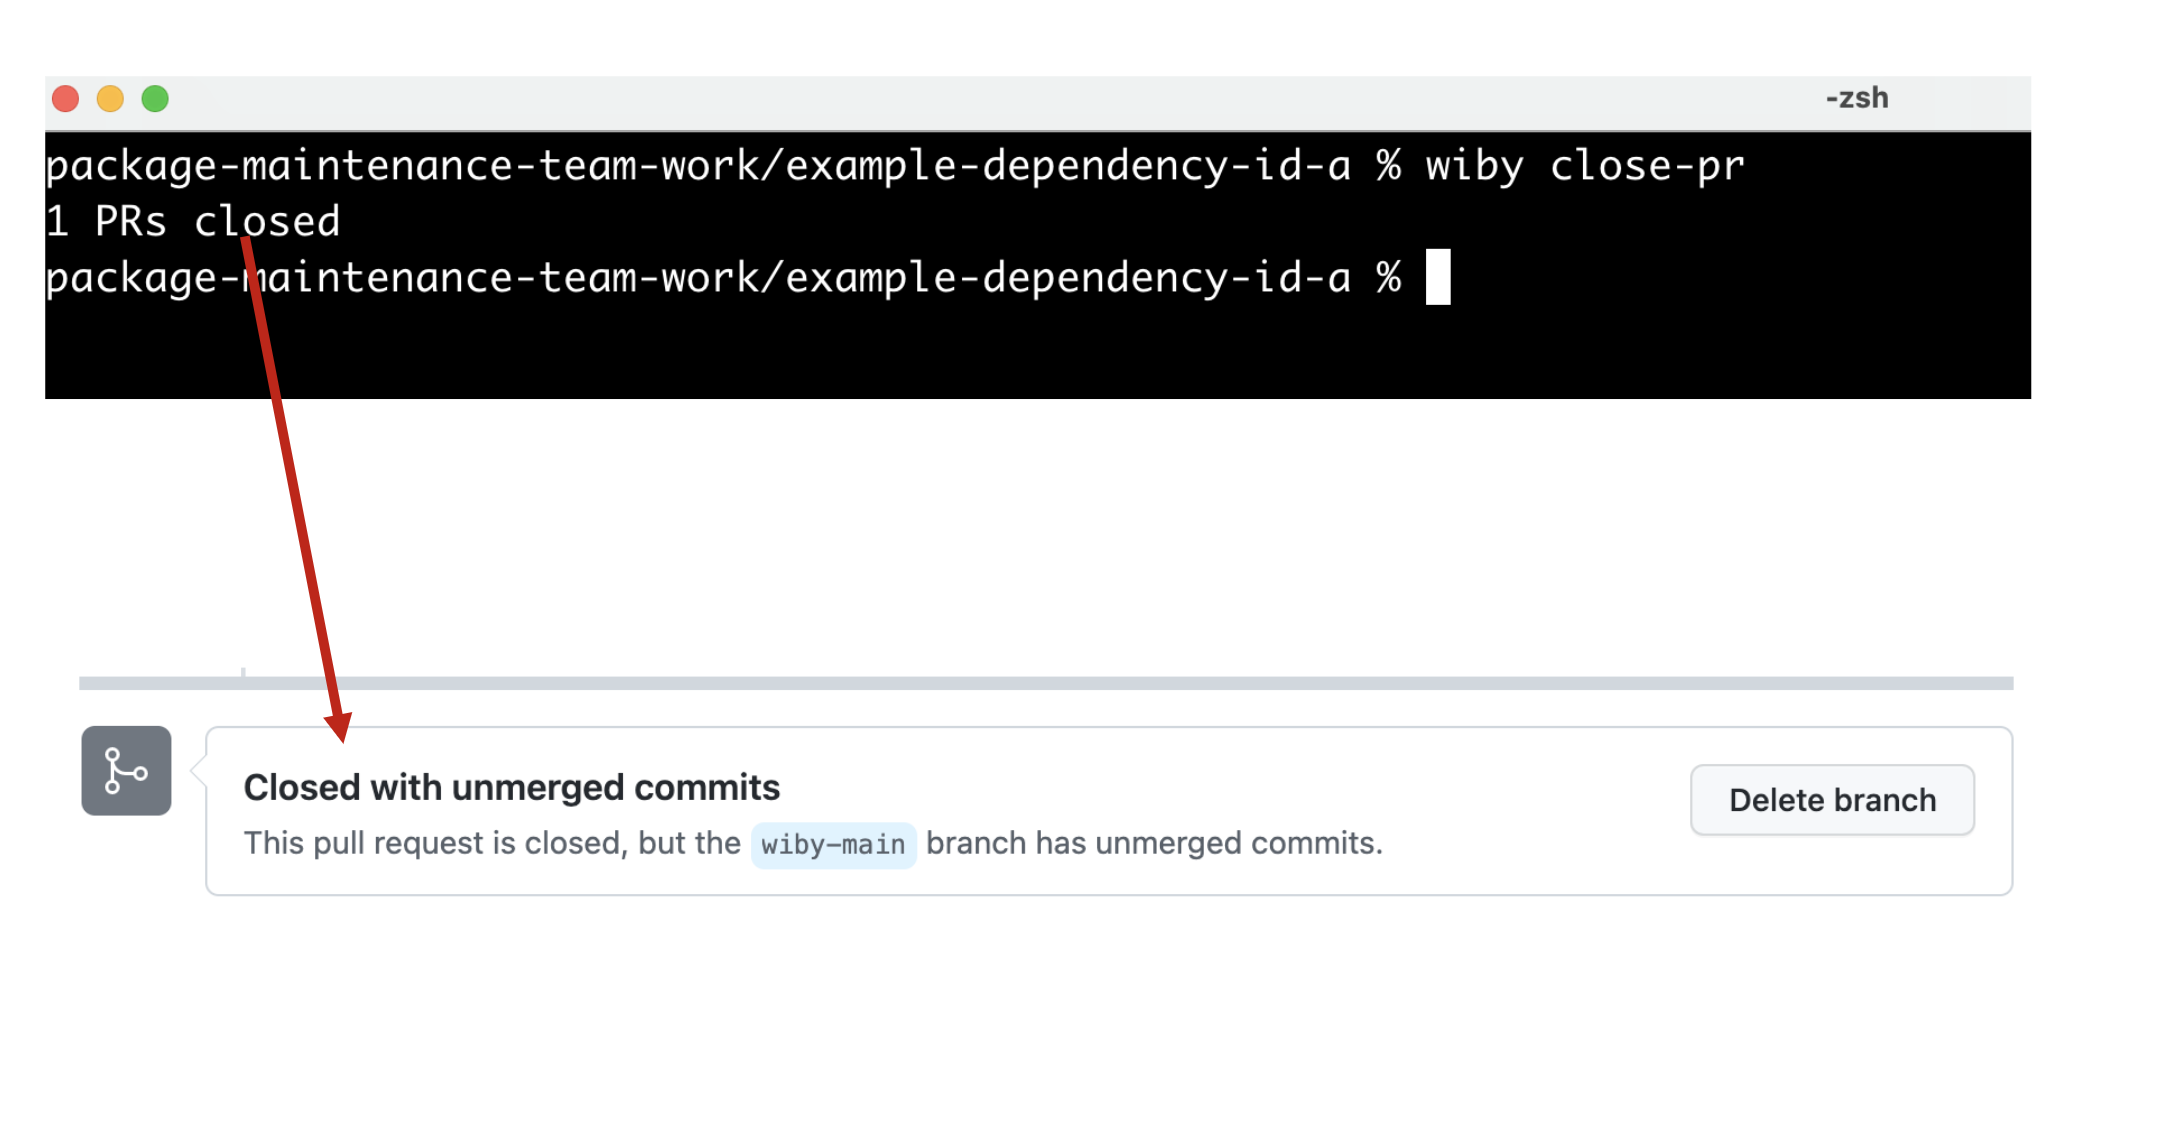 -zsh
package-maintenance-team-work/example-dependency-id-a % wiby close-pr
1 PRs closed
package-maintenance-team-work/example-dependency-id-a %
Closed with unmerged commits
Delete branch
This pull request is closed, but the wiby-main branch has unmerged commits.